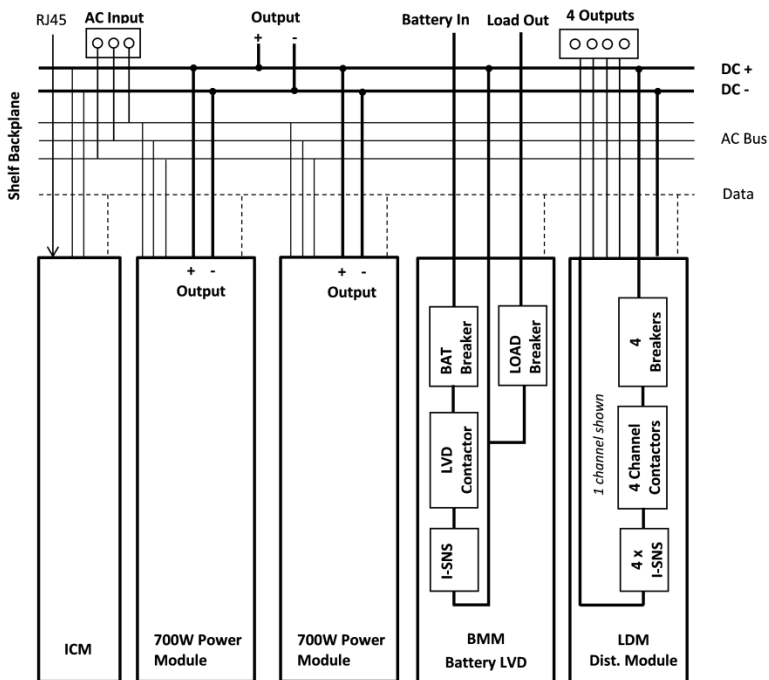 RJ45
AC Input
Output
+ -
Battery In
Load Out
4 Outputs
DC +
DC -
AC Bus
Data
Shelf Backplane
+ -
Output
+ -
Output
BAT
Breaker
LOAD
Breaker
4
Breakers
LVD
Contactor
1 channel shown
4 Channel
Contactors
I-SNS
4 x
I-SNS
ICM
700W Power
Module
700W Power
Module
BMM
Battery LVD
LDM
Dist. Module